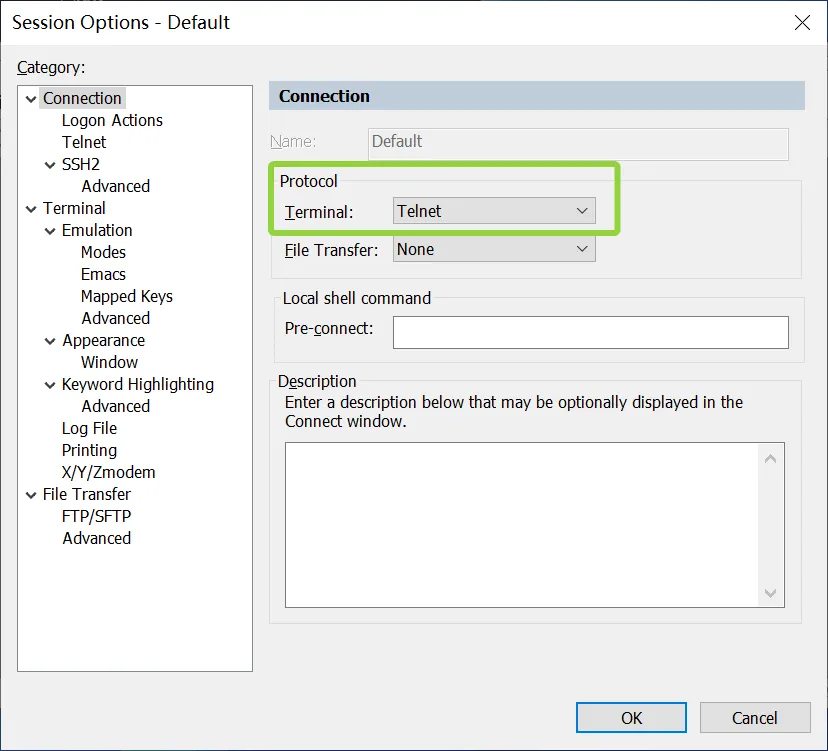 Session Options - Default
Category:
Connection
Logon Actions
Telnet
SSH2
Advanced
Terminal
Emulation
Modes
Emacs
Mapped Keys
Advanced
Appearance
Window
Keyword Highlighting
Advanced
Log File
Printing
X/Y/Zmodem
File Transfer
FTP/SFTP
Advanced
Connection
Name: Default
Protocol
Terminal: Telnet
File Transfer: None
Local shell command
Pre-connect:
Description
Enter a description below that may be optionally displayed in the
Connect window.
OK Cancel